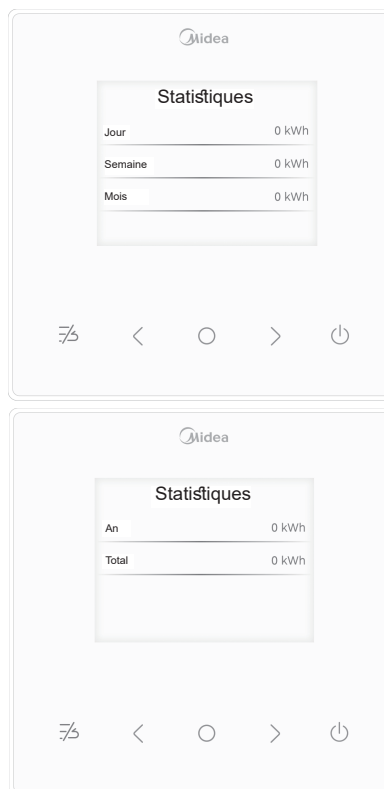 Midea
Statistiques
Jour 0 kWh
Semaine 0 kWh
Mois 0 kWh
Midea
Statistiques
An 0 kWh
Total 0 kWh